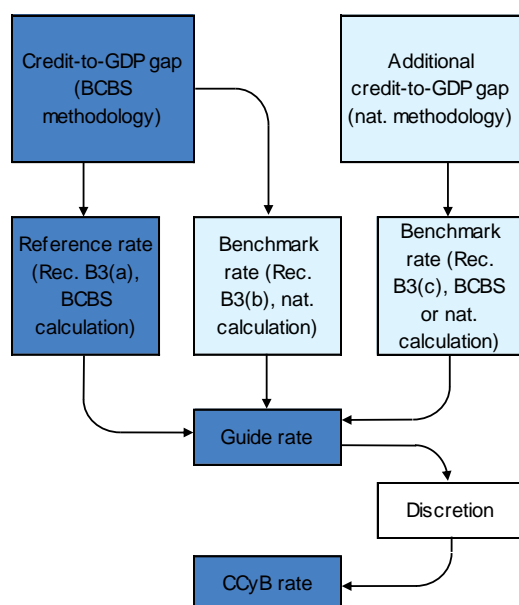 Credit-to-GDP gap
(BCBS
methodology)
Additional
credit-to-GDP gap
(nat. methodology)
Reference rate
(Rec. B3(a),
BCBS
calculation)
Benchmark
rate (Rec.
B3(b), nat.
calculation)
Benchmark
rate (Rec.
B3(c), BCBS
or nat.
calculation)
Guide rate
Discretion
CCyB rate